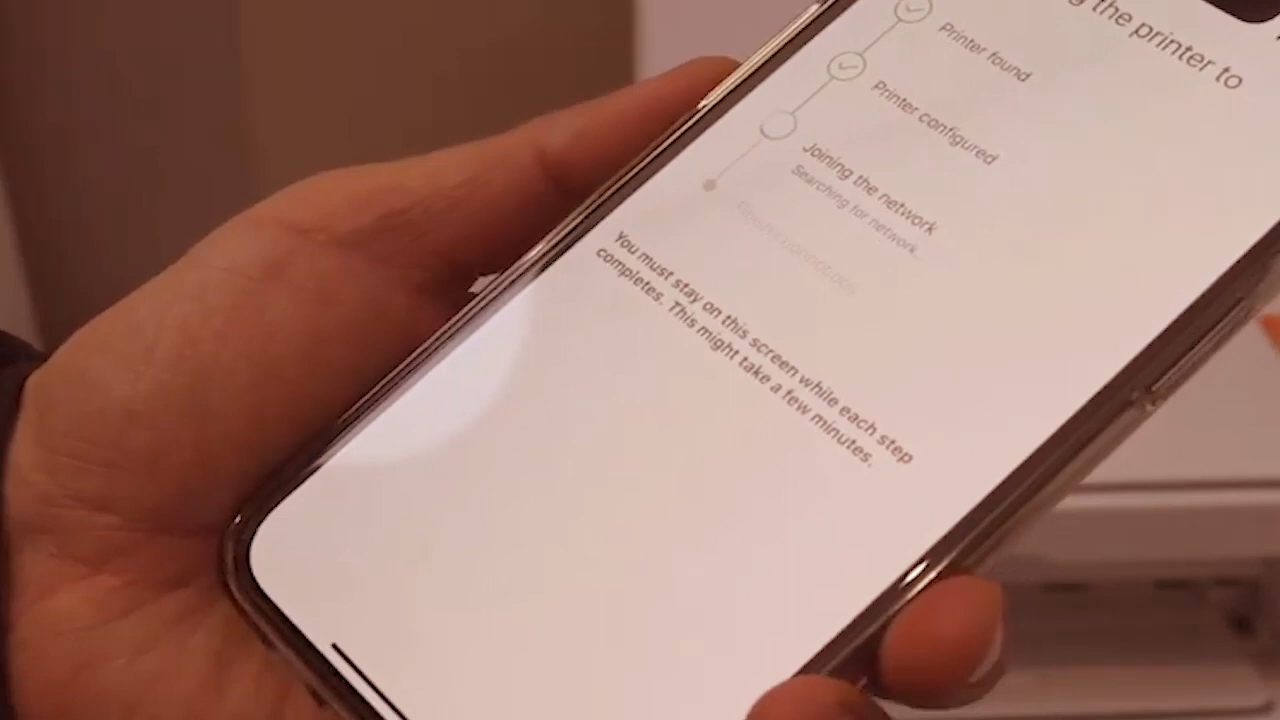 the printer to
Printer found
Printer configured
Joining the network
Searching for network.
You must stay on this screen while each step
completes. This might take a few minutes.